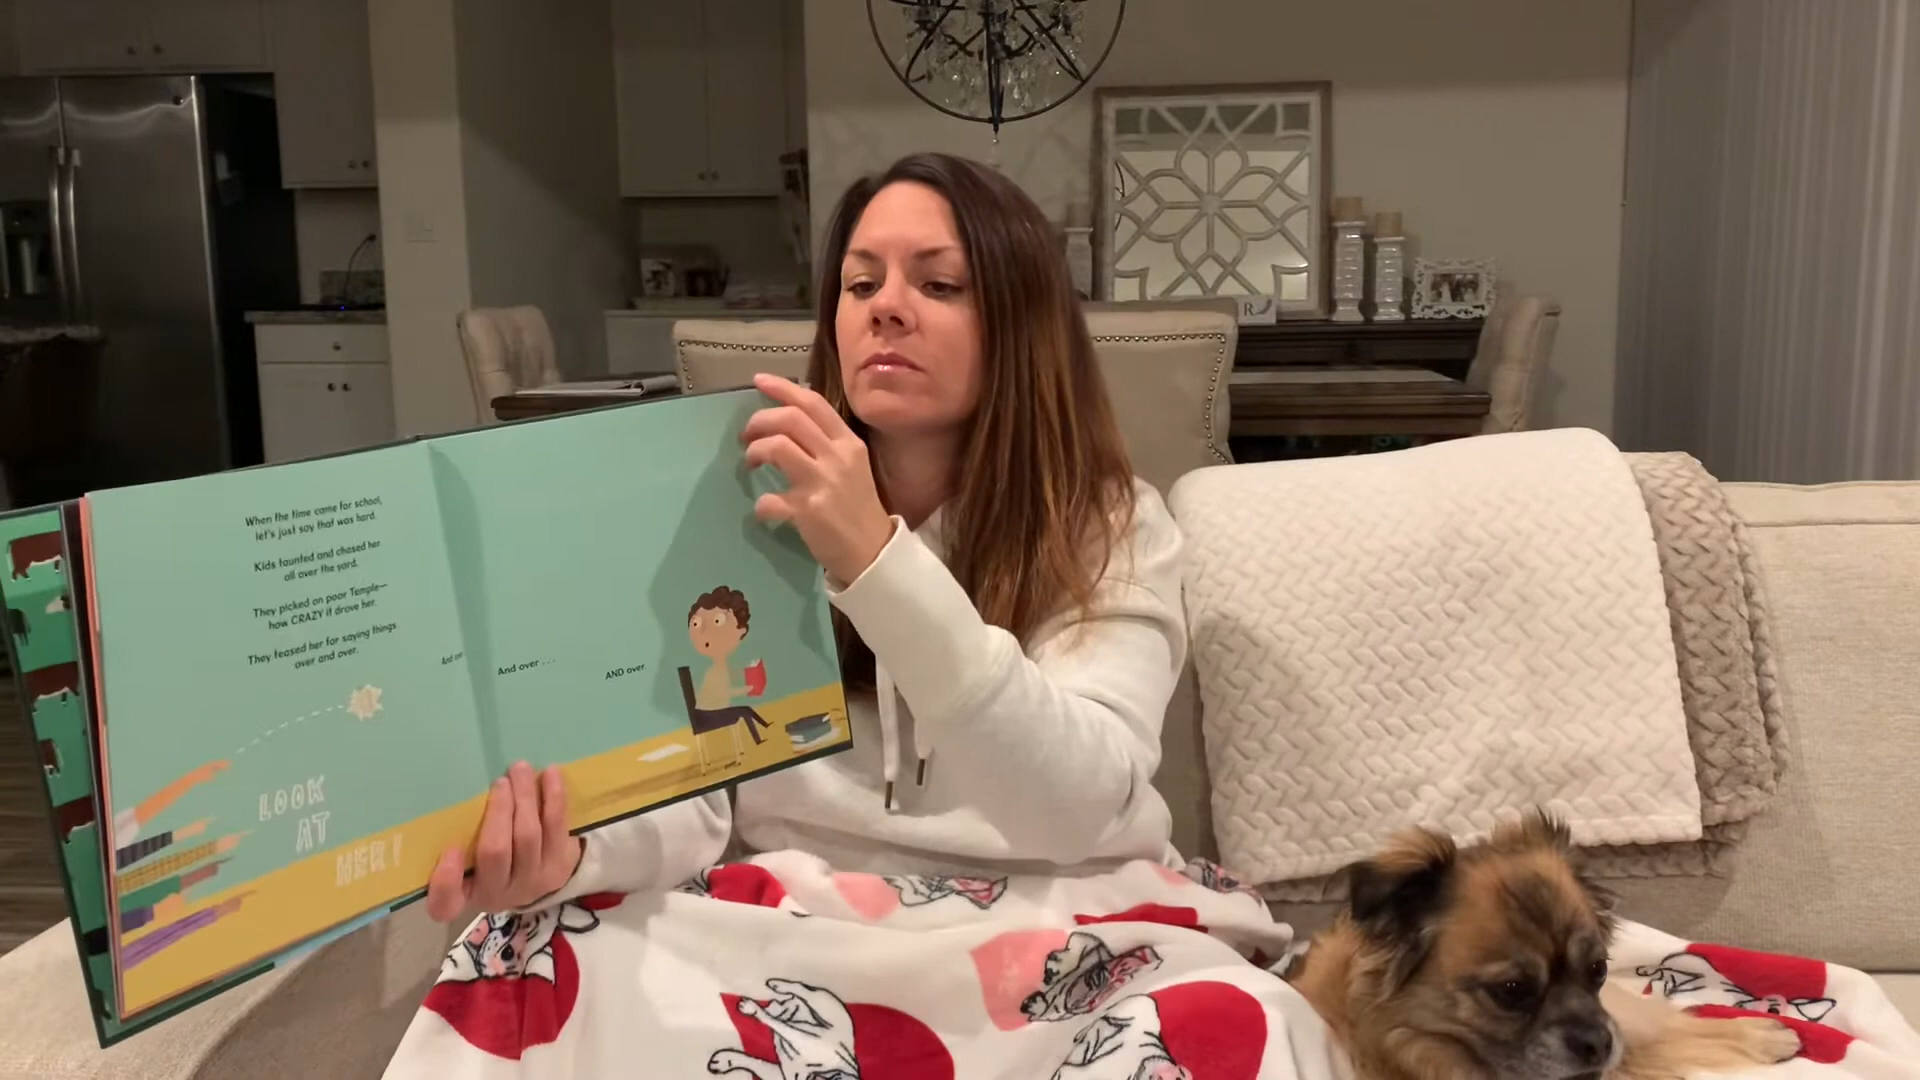 When the time came for school,
let's just say that was hard.
Kids taunted and chased her
all over the yard.
They picked on poor Temple—
how CRAZY it drove her.
They teased her for saying things
over and over.
And over
And over . . .
AND over
LOOK
AT
HER!
R